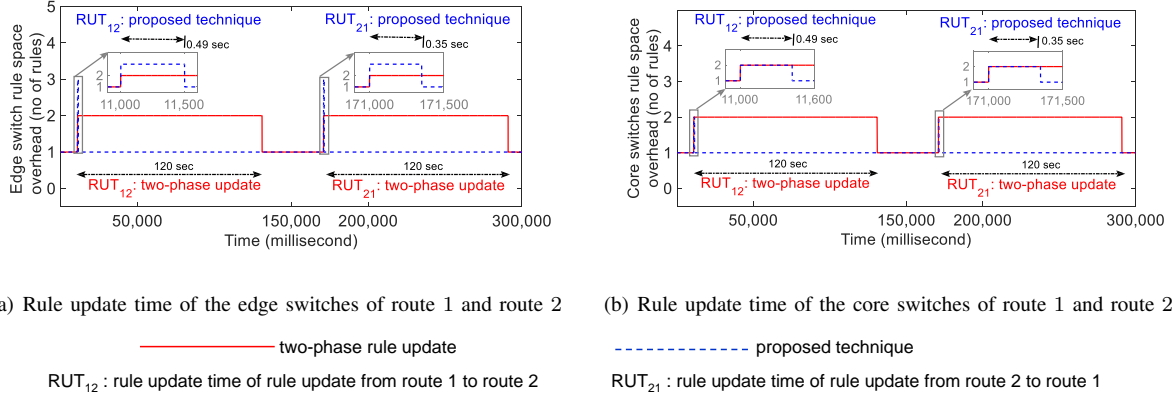 Edge switch rule space
overhead (no of rules)
5
4
3
2
1
0
RUT12: proposed technique
0.49 sec
2
1
11,000
11,500
RUT21: proposed technique
0.35 sec
2
1
171,000
171,500
120 sec
RUT12: two-phase update
120 sec
RUT21: two-phase update
50,000
150,000
200,000
300,000
Time (millisecond)
Core switches rule space
overhead (no of rules)
5
4
3
2
1
0
RUT12: proposed technique
0.49 sec
2
1
11,000
11,600
RUT21: proposed technique
0.35 sec
2
1
171,000
171,500
120 sec
RUT12: two-phase update
120 sec
RUT21: two-phase update
50,000
150,000
200,000
300,000
Time (millisecond)
a) Rule update time of the edge switches of route 1 and route 2
(b) Rule update time of the core switches of route 1 and route 2
two-phase rule update
proposed technique
RUT12 : rule update time of rule update from route 1 to route 2
RUT21 : rule update time of rule update from route 2 to route 1